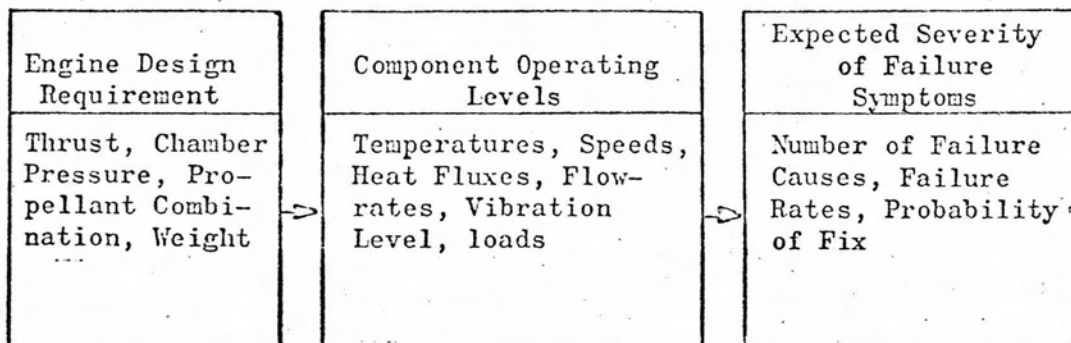 Engine Design
Requirement
Thrust, Chamber
Pressure, Pro-
pellant Combi-
nation, Weight
Component Operating
Levels
Temperatures, Speeds,
Heat Fluxes, Flow-
rates, Vibration
Level, loads
Expected Severity
of Failure
Symptoms
Number of Failure
Causes, Failure
Rates, Probability
of Fix